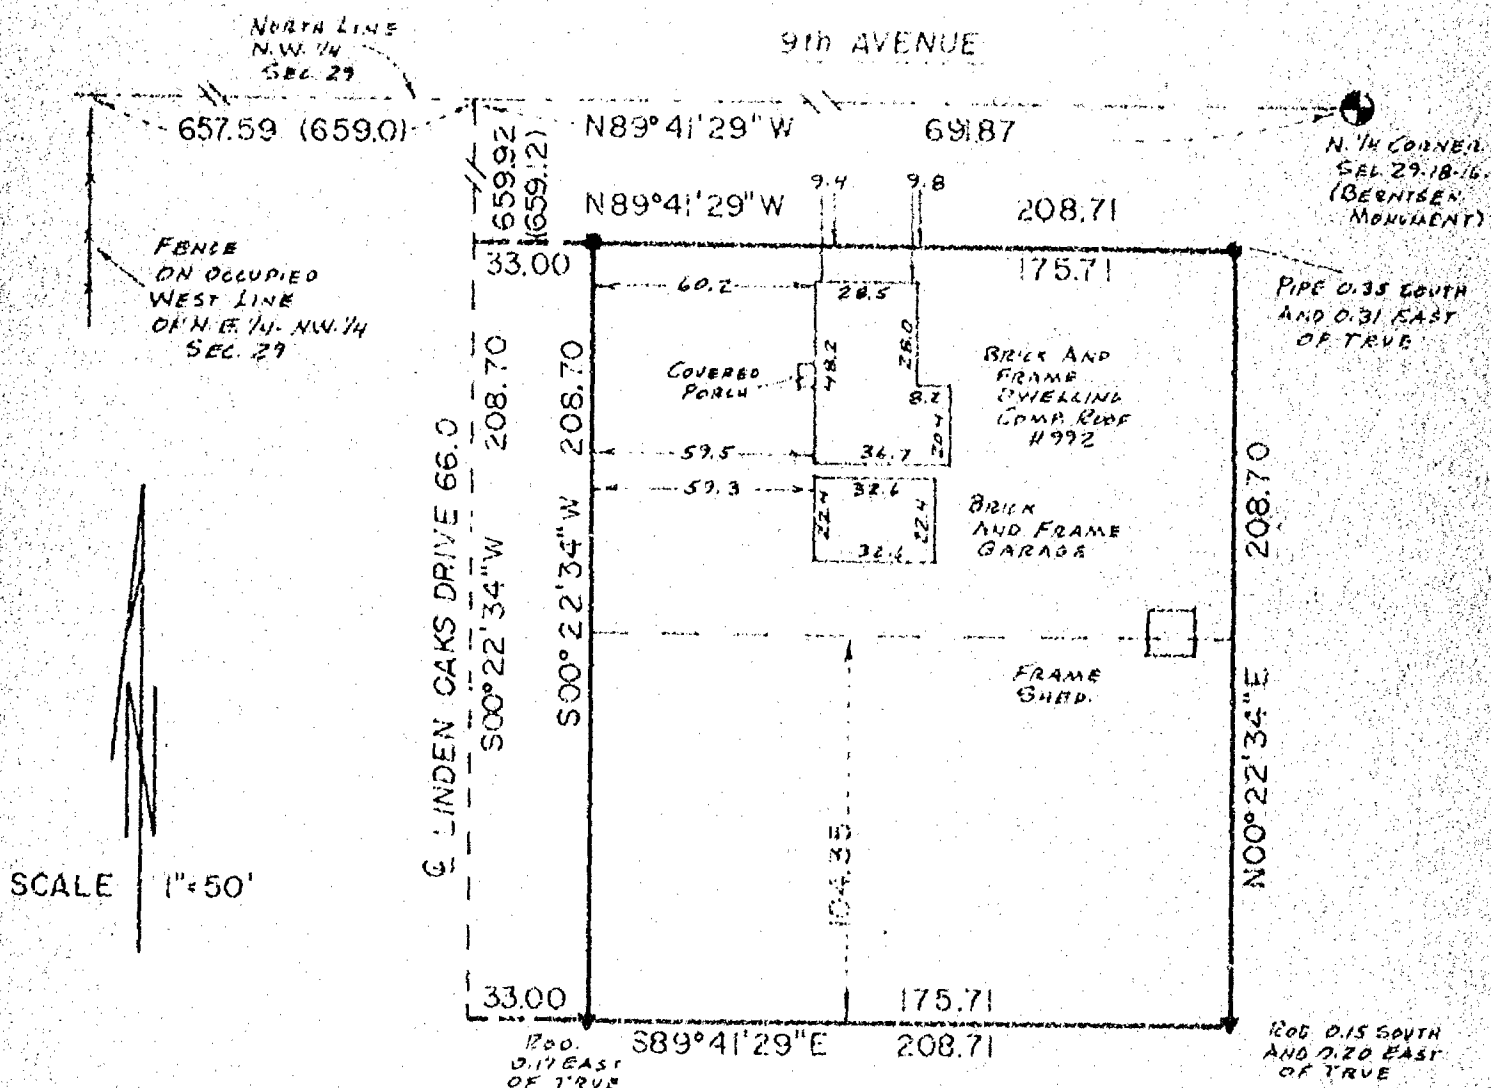 NORTH LINE
N.W. 1/4
SEC. 29
9th AVENUE
657.59 (659.0)
659.92
(659.12)
N89°41'29"W
691.87
N. 1/4 CORNER
SEC. 29-18-16.
(BERNTSEN
MONUMENT)
N89°41'29"W
9.4
9.8
208.71
33.00
175.71
FENCE
ON OCCUPIED
WEST LINE
OF N.E. 1/4 - NW. 1/4
SEC. 29
60.2
28.5
PIPE 0.35 SOUTH
AND 0.31 EAST
OF TRUE
48.2
28.0
COVERED
PORCH
BRICK AND
FRAME
DWELLING
COMP. ROOF
#992
8.2
20.4
59.5
36.7
59.3
32.6
22.4
22.4
32.6
BRICK
AND FRAME
GARAGE
℄ LINDEN OAKS DRIVE 66.0
S00°22'34"W 208.70
S00°22'34"W 208.70
208.70
N00°22'34"E
FRAME
SHED.
104.35
SCALE 1"=50'
33.00
175.71
ROD.
0.17 EAST
OF TRUE
S89°41'29"E
208.71
ROD 0.15 SOUTH
AND 0.20 EAST
OF TRUE